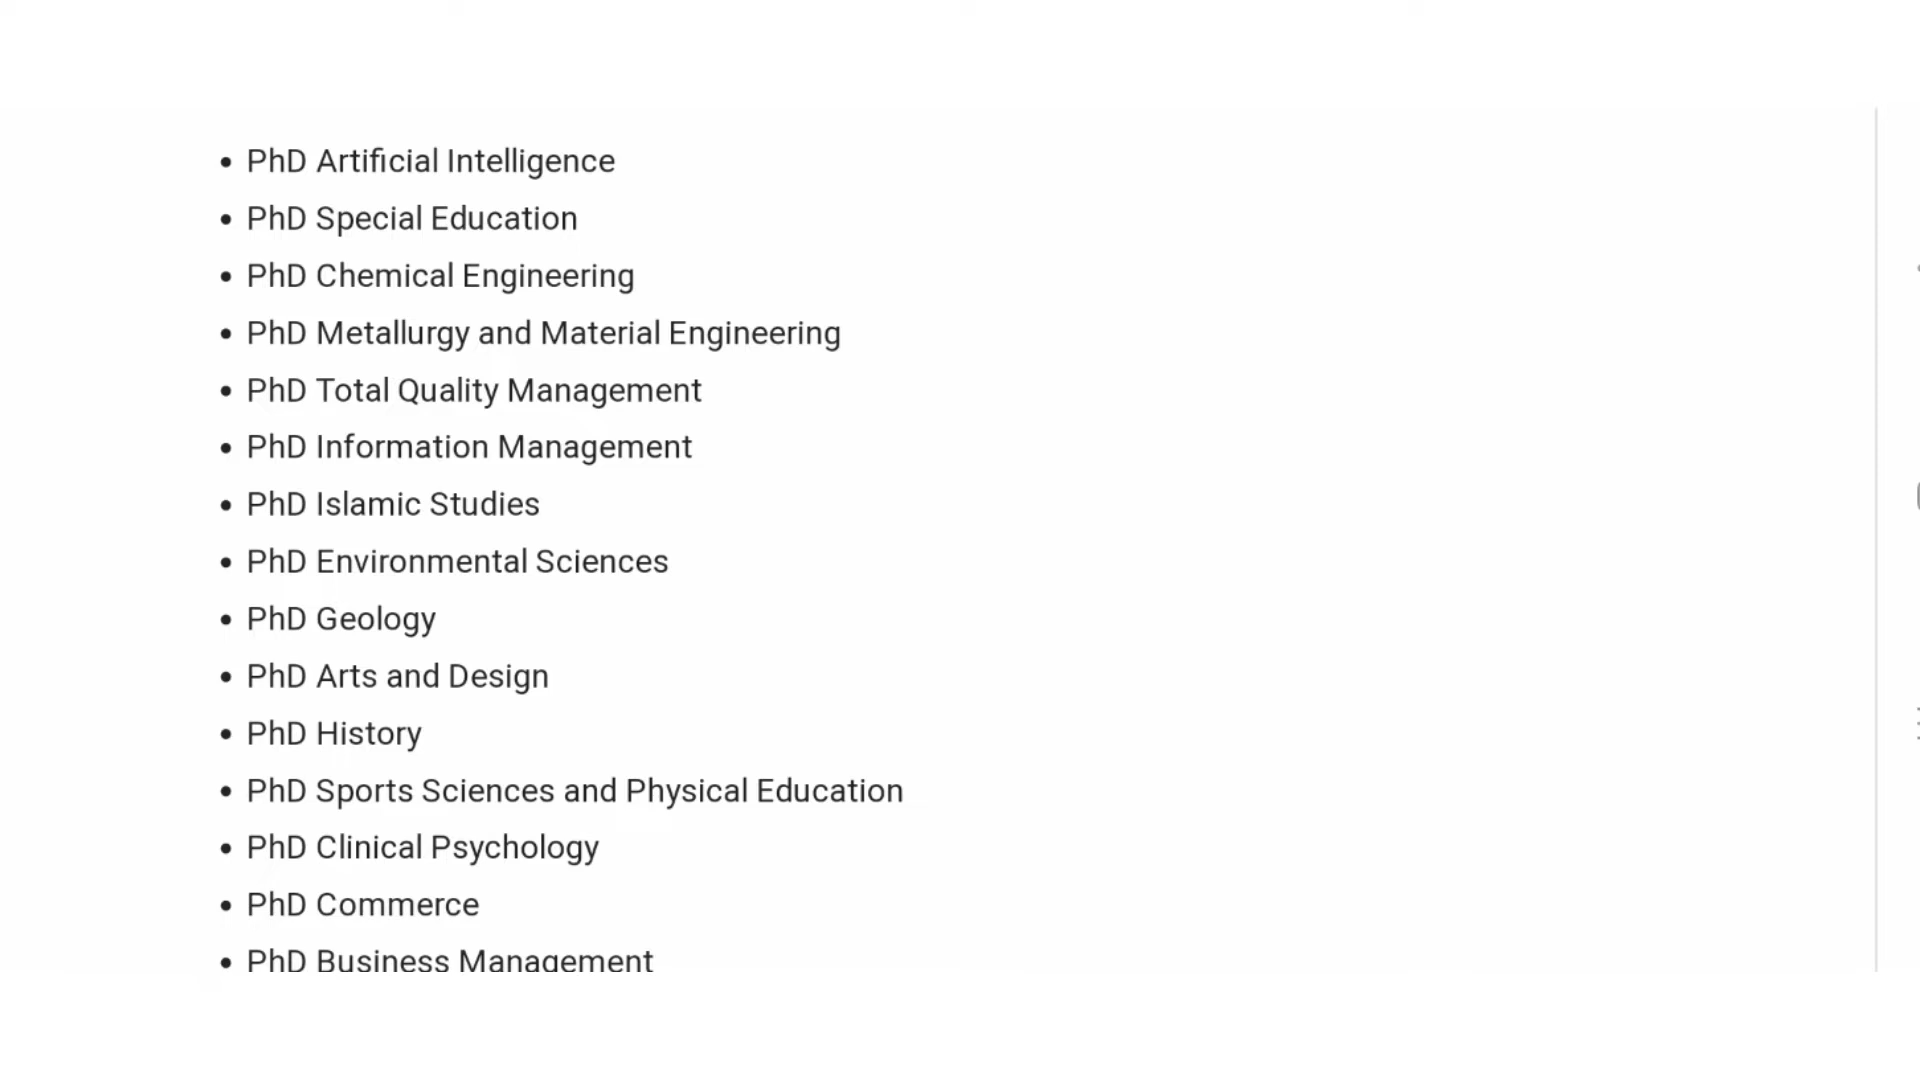 • PhD Artificial Intelligence
• PhD Special Education
• PhD Chemical Engineering
• PhD Metallurgy and Material Engineering
• PhD Total Quality Management
• PhD Information Management
• PhD Islamic Studies
• PhD Environmental Sciences
• PhD Geology
• PhD Arts and Design
• PhD History
• PhD Sports Sciences and Physical Education
• PhD Clinical Psychology
• PhD Commerce
• PhD Business Management